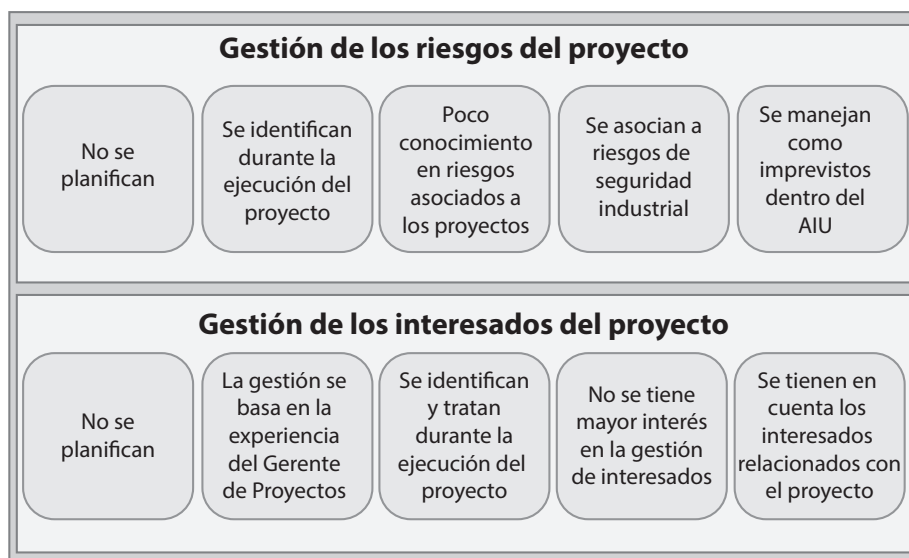 Gestión de los riesgos del proyecto
No se
planifican
Se identifican
durante la
ejecución del
proyecto
Poco
conocimiento
en riesgos
asociados a
los proyectos
Se asocian a
riesgos de
seguridad
industrial
Se manejan
como
imprevistos
dentro del
AIU
Gestión de los interesados del proyecto
No se
planifican
La gestión se
basa en la
experiencia
del Gerente
de Proyectos
Se identifican
y tratan
durante la
ejecución del
proyecto
No se tiene
mayor interés
en la gestión
de interesados
Se tienen en
cuenta los
interesados
relacionados con
el proyecto